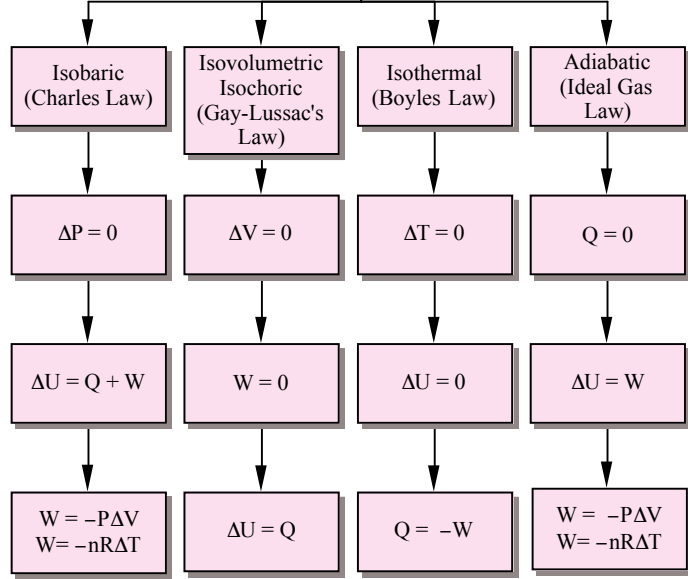 Isobaric
(Charles Law)
Isovolumetric
Isochoric
(Gay-Lussac's
Law)
Isothermal
(Boyles Law)
Adiabatic
(Ideal Gas
Law)
ΔP = 0
ΔV = 0
ΔT = 0
Q = 0
ΔU = Q + W
W = 0
ΔU = 0
ΔU = W
W = −PΔV
W= −nRΔT
ΔU = Q
Q = −W
W = −PΔV
W= −nRΔT